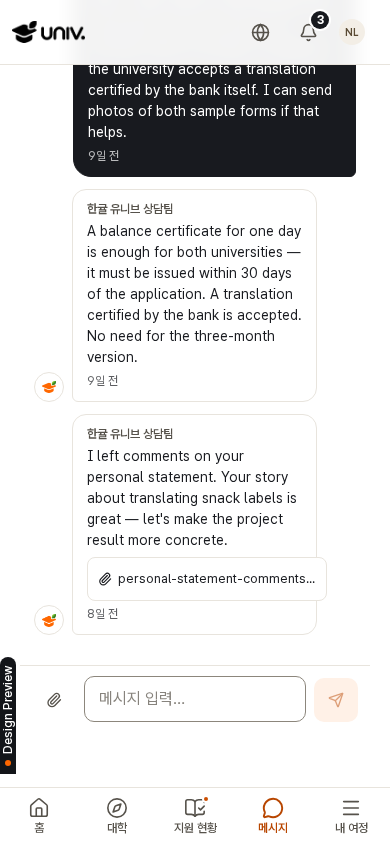 UNIV.
3
NL
the university accepts a translation
certified by the bank itself. I can send
photos of both sample forms if that
helps.
9일 전
한귤 유니브 상담팀
A balance certificate for one day
is enough for both universities —
it must be issued within 30 days
of the application. A translation
certified by the bank is accepted.
No need for the three-month
version.
9일 전
한귤 유니브 상담팀
I left comments on your
personal statement. Your story
about translating snack labels is
great — let's make the project
result more concrete.
personal-statement-comments...
8일 전
Design Preview
메시지 입력...
홈
대학
지원 현황
메시지
내 여정